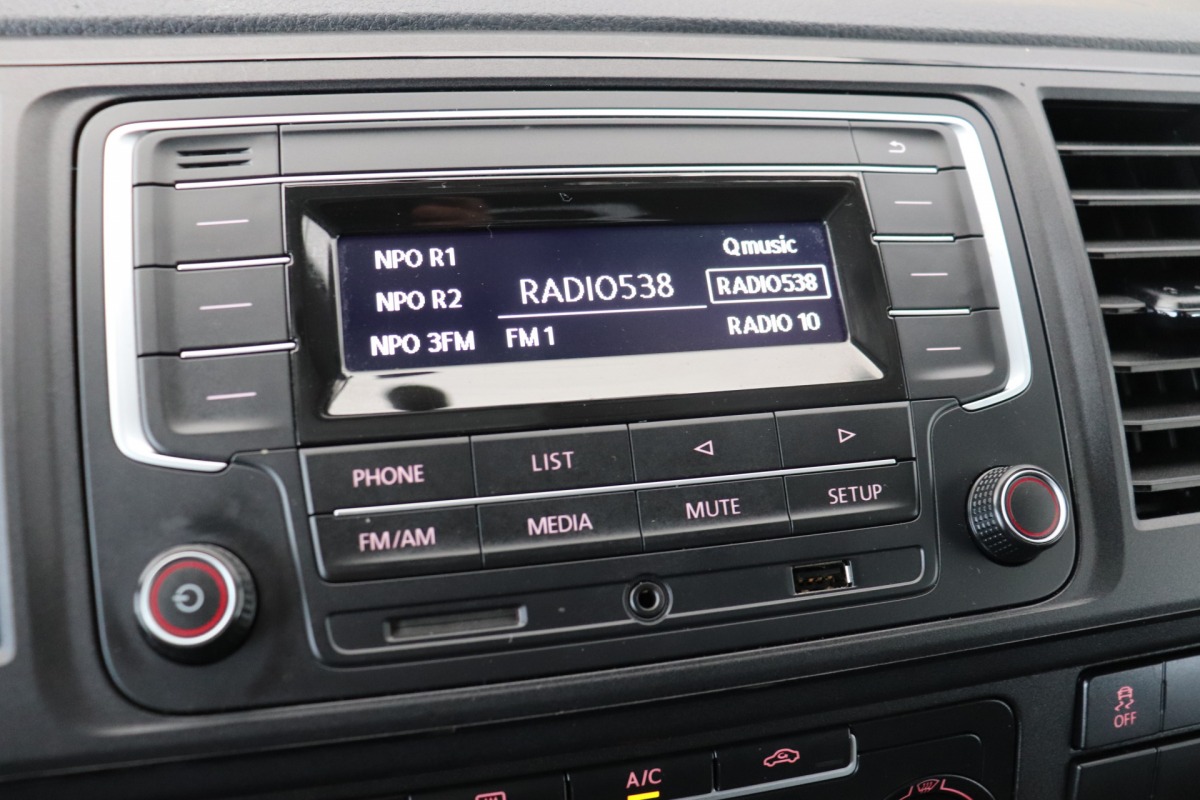 NPO R1
NPO R2
NPO 3FM
RADIO538
FM 1
Qmusic
RADIO538
RADIO 10
PHONE
LIST
FM/AM
MEDIA
MUTE
SETUP
OFF
A/C